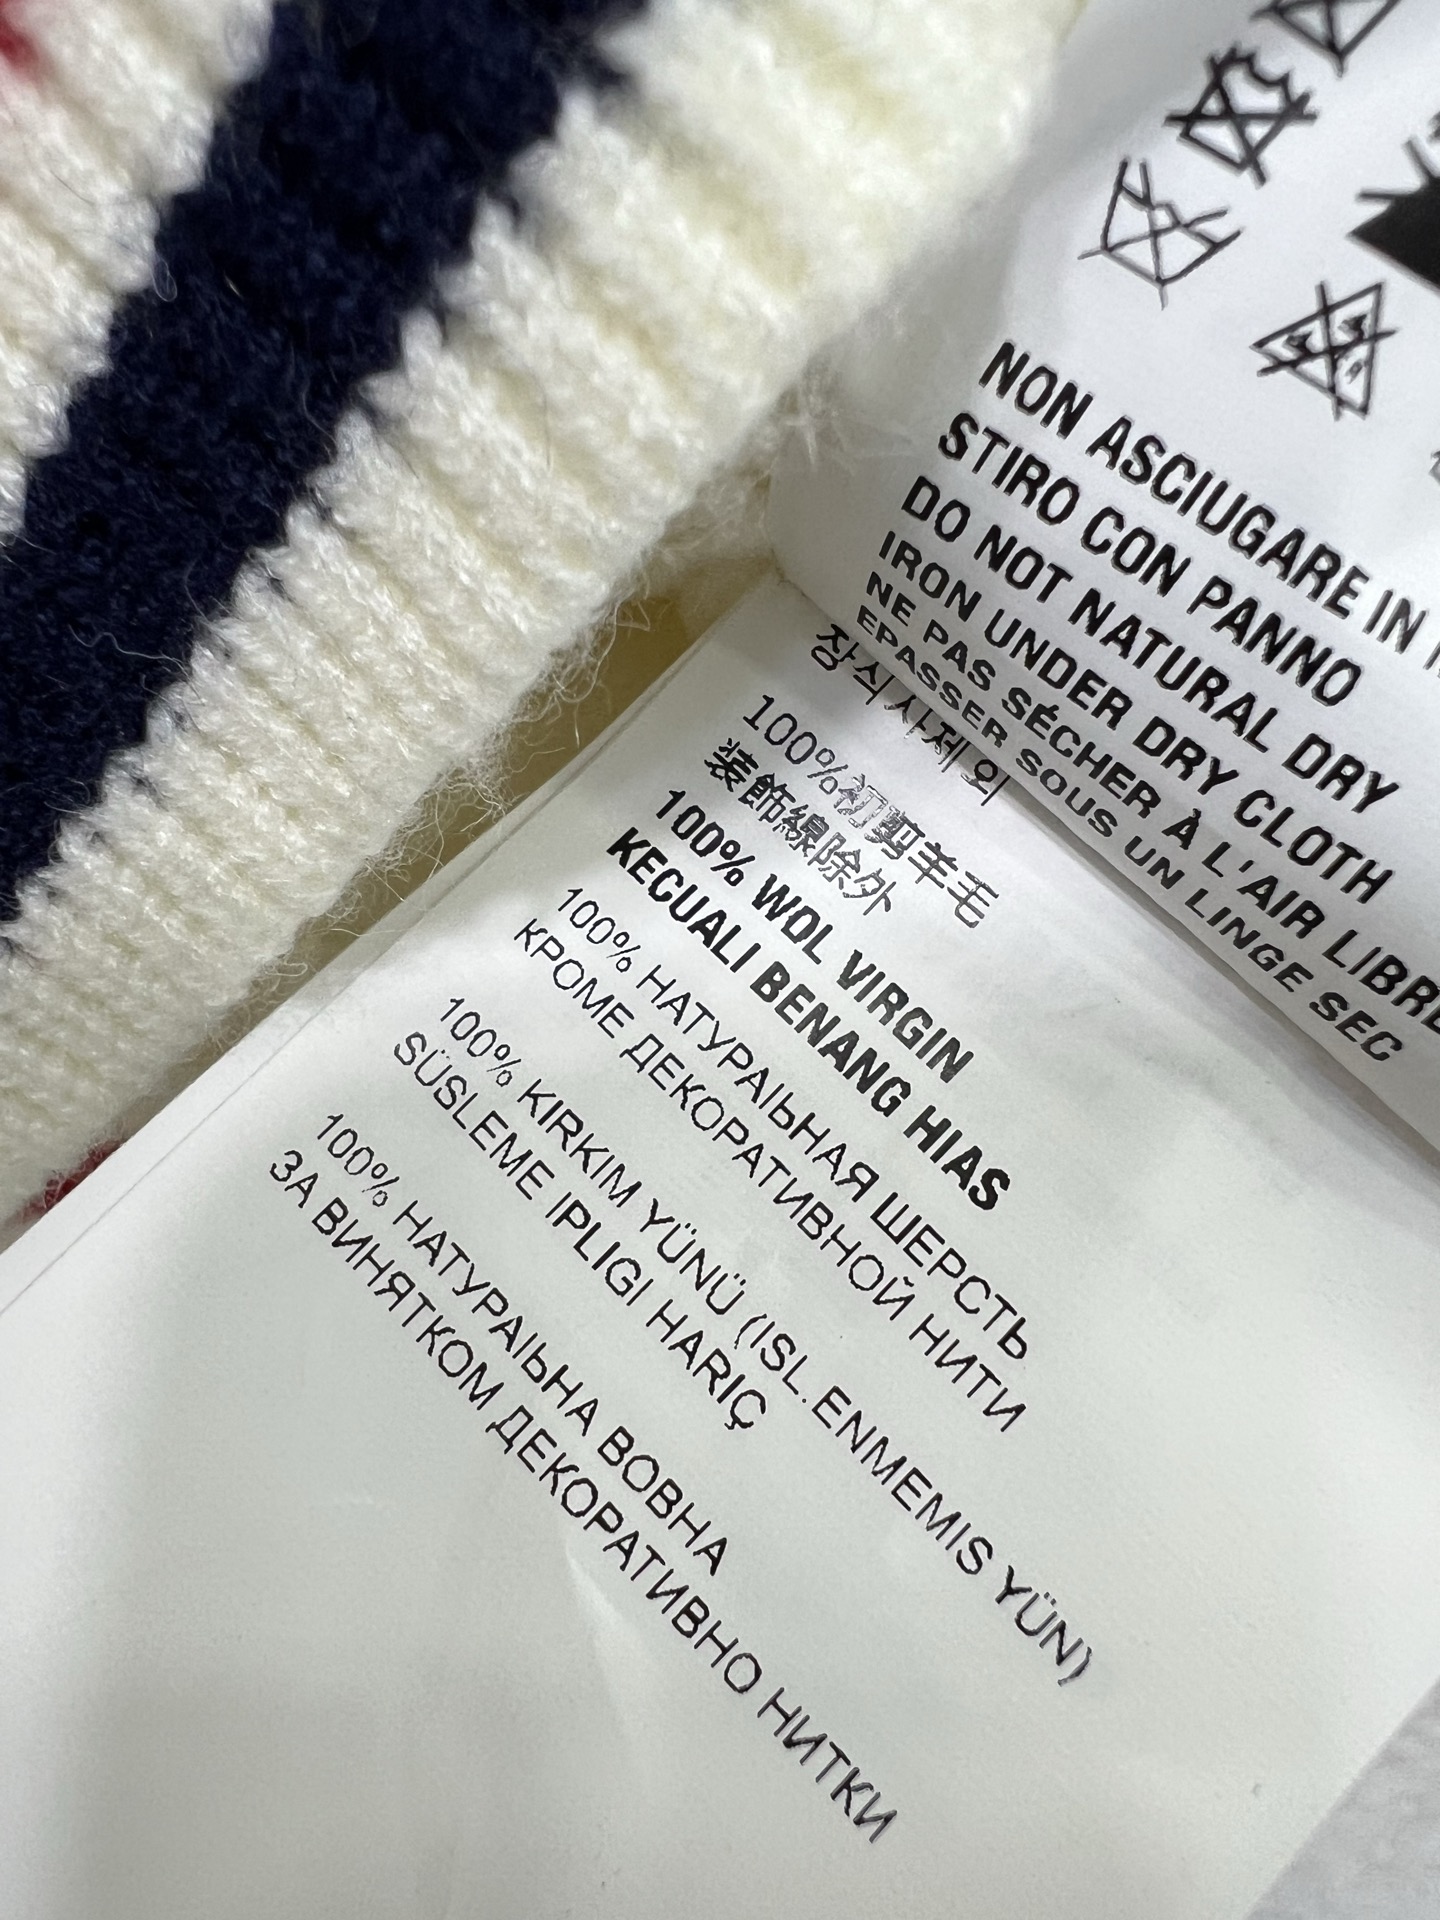 NON ASCIUGARE IN
STIRO CON PANNO
DO NOT NATURAL DRY
IRON UNDER DRY CLOTH
NE PAS SÉCHER À L'AIR LIBRE
EPASSER SOUS UN LINGE SEC
장식사제외
100%初剪羊毛
装飾線除外
100% WOL VIRGIN
KECUALI BENANG HIAS
100% НАТУРАІЬНАЯ ШЕРСТЬ
КРОМЕ ДЕКОРАТИВНОЙ НИТИ
100% KIRKIM YÜNÜ (ISL.ENMEMIS YÜN)
SÜSLEME IPLIGI HARIÇ
100% НАТУРАІЬНА ВОВНА
ЗА ВИНЯТКОМ ДЕКОРАТИВНО НИТКИ